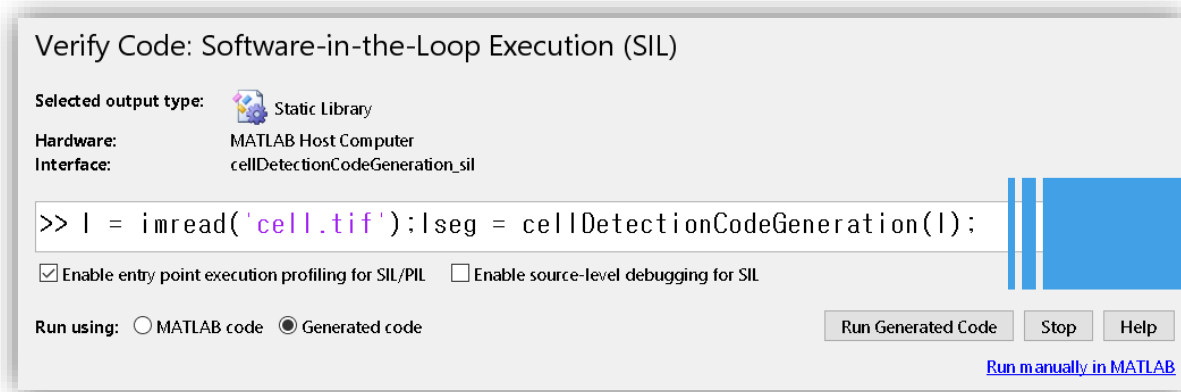 Verify Code: Software-in-the-Loop Execution (SIL)
Selected output type: Static Library
Hardware: MATLAB Host Computer
Interface: cellDetectionCodeGeneration_sil
>> I = imread('cell.tif');Iseg = cellDetectionCodeGeneration(I);
Enable entry point execution profiling for SIL/PIL Enable source-level debugging for SIL
Run using: MATLAB code Generated code Run Generated Code Stop Help
Run manually in MATLAB